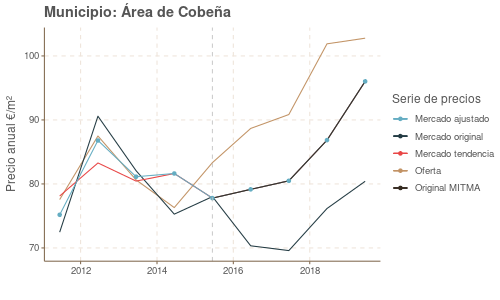 Municipio: Área de Cobeña
Precio anual €/m²
100
90
80
70
2012
2014
2016
2018
Serie de precios
Mercado ajustado
Mercado original
Mercado tendencia
Oferta
Original MITMA